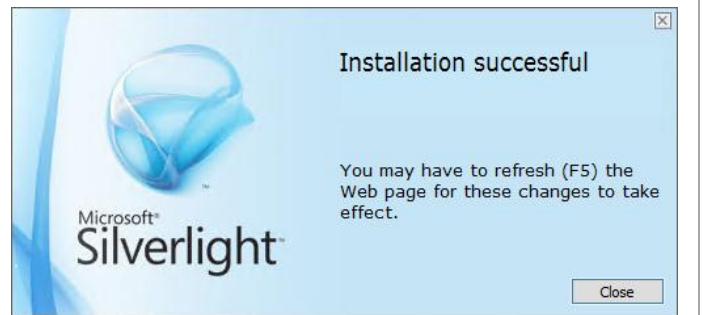 Installation successful
You may have to refresh (F5) the
Web page for these changes to take
effect.
Microsoft®
Silverlight™
Close